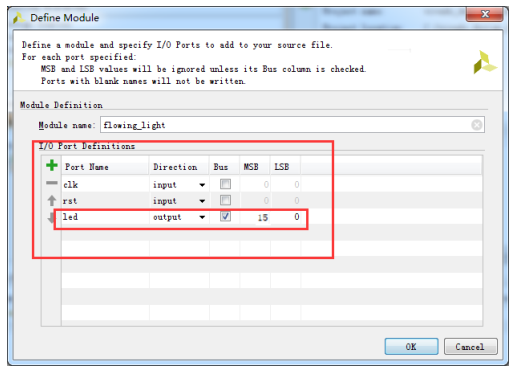 Define Module
Define a module and specify I/O Ports to add to your source file.
For each port specified:
MSB and LSB values will be ignored unless its Bus column is checked.
Ports with blank names will not be written.
Module Definition
Module name: flowing_light
I/O Port Definitions
Port Name Direction Bus MSB LSB
clk input 0 0
rst input 0 0
led output 15 0
OK Cancel